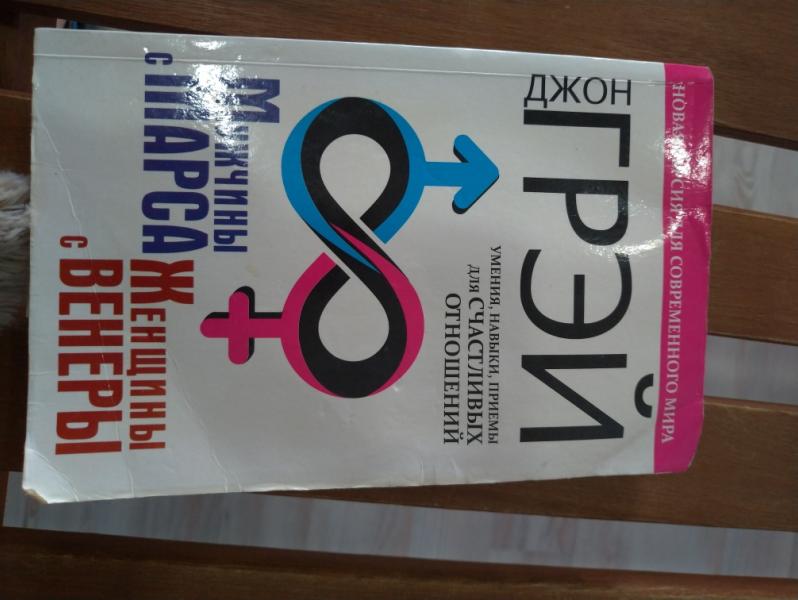 НОВАЯ ВЕРСИЯ ДЛЯ СОВРЕМЕННОГО МИРА
ДЖОН
ГРЭЙ
УМЕНИЯ, НАВЫКИ, ПРИЕМЫ
ДЛЯ СЧАСТЛИВЫХ
ОТНОШЕНИЙ
МУЖЧИНЫ
с МАРСА
ЖЕНЩИНЫ
с ВЕНЕРЫ